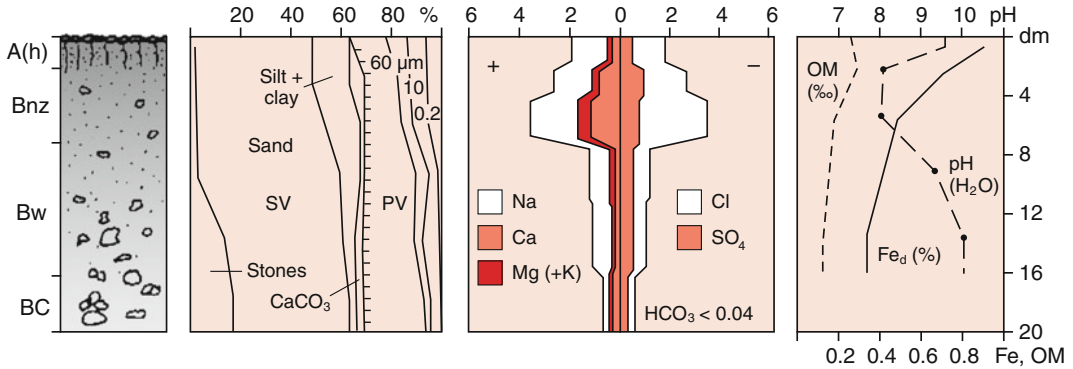 A(h)
Bnz
Bw
BC
20 40 60 80 %
60 µm
10
0.2
Silt +
clay
Sand
SV
PV
Stones
CaCO3
6 4 2 0 2 4 6
+ −
Na
Ca
Mg (+K)
Cl
SO4
HCO3 < 0.04
7 8 9 10 pH
dm
OM
(‰)
pH
(H2O)
Fed (%)
4
8
12
16
20
0.2 0.4 0.6 0.8 Fe, OM